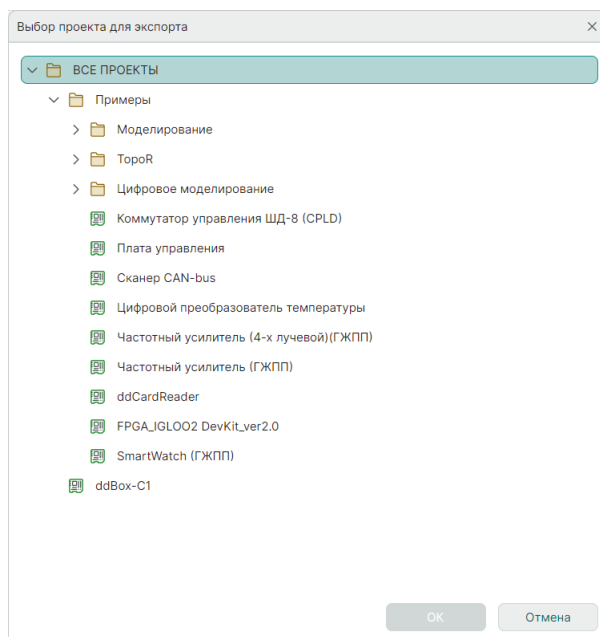 Выбор проекта для экспорта
ВСЕ ПРОЕКТЫ
Примеры
Моделирование
TopoR
Цифровое моделирование
Коммутатор управления ШД-8 (CPLD)
Плата управления
Сканер CAN-bus
Цифровой преобразователь температуры
Частотный усилитель (4-х лучевой)(ГЖПП)
Частотный усилитель (ГЖПП)
ddCardReader
FPGA_IGLOO2 DevKit_ver2.0
SmartWatch (ГЖПП)
ddBox-C1
ОК Отмена